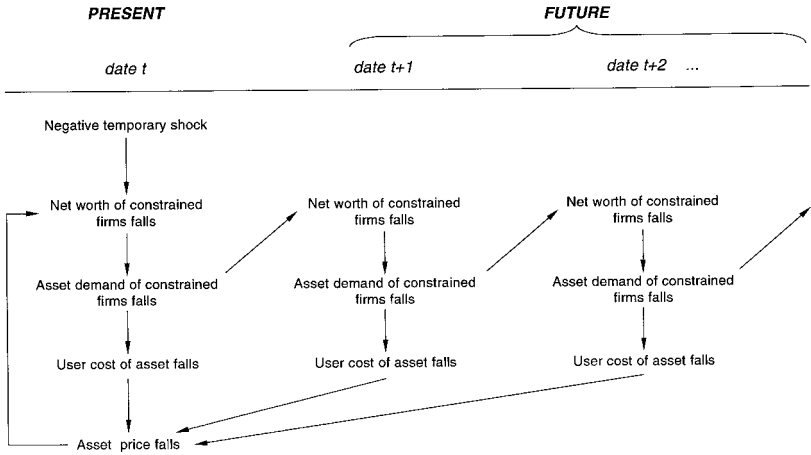 PRESENT
FUTURE
date t
date t+1
date t+2 ...
Negative temporary shock
Net worth of constrained
firms falls
Net worth of constrained
firms falls
Net worth of constrained
firms falls
Asset demand of constrained
firms falls
Asset demand of constrained
firms falls
Asset demand of constrained
firms falls
User cost of asset falls
User cost of asset falls
User cost of asset falls
Asset price falls